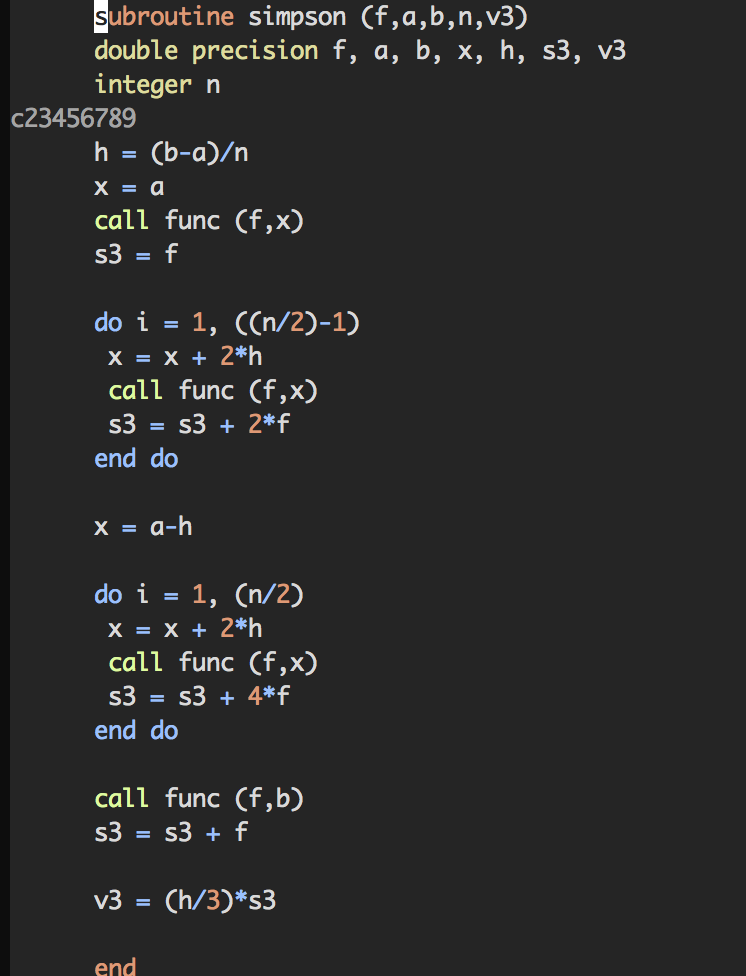 subroutine simpson (f,a,b,n,v3)
double precision f, a, b, x, h, s3, v3
integer n
c23456789
h = (b-a)/n
x = a
call func (f,x)
s3 = f
do i = 1, ((n/2)-1)
x = x + 2*h
call func (f,x)
s3 = s3 + 2*f
end do
x = a-h
do i = 1, (n/2)
x = x + 2*h
call func (f,x)
s3 = s3 + 4*f
end do
call func (f,b)
s3 = s3 + f
v3 = (h/3)*s3
end